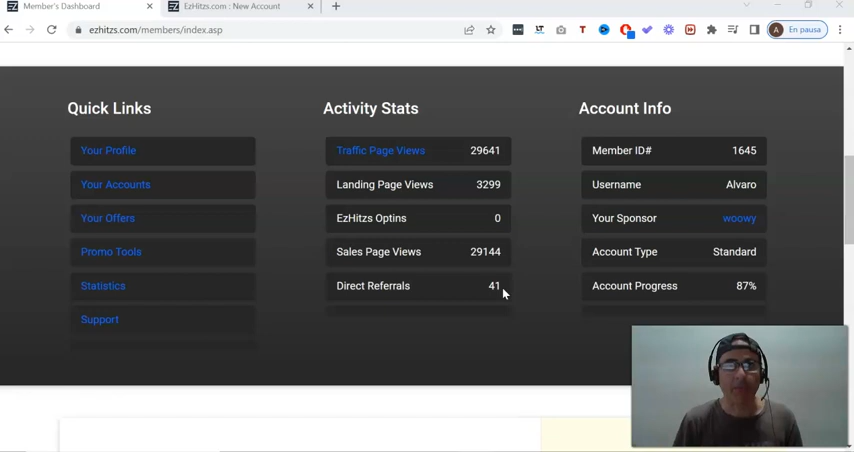 Member's Dashboard
EzHitzs.com : New Account
ezhitzs.com/members/index.asp
LT
T
A
En pausa
Quick Links
Your Profile
Your Accounts
Your Offers
Promo Tools
Statistics
Support
Activity Stats
Traffic Page Views 29641
Landing Page Views 3299
EzHitzs Optins 0
Sales Page Views 29144
Direct Referrals 41
Account Info
Member ID# 1645
Username Alvaro
Your Sponsor woowy
Account Type Standard
Account Progress 87%